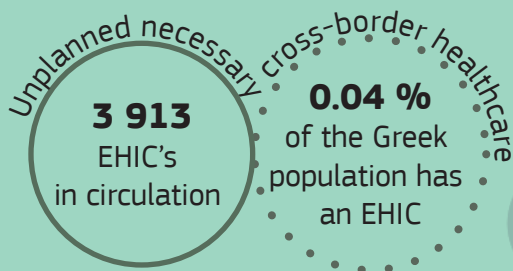 Unplanned necessary cross-border healthcare
3 913
EHIC's
in circulation
0.04 %
of the Greek
population has
an EHIC